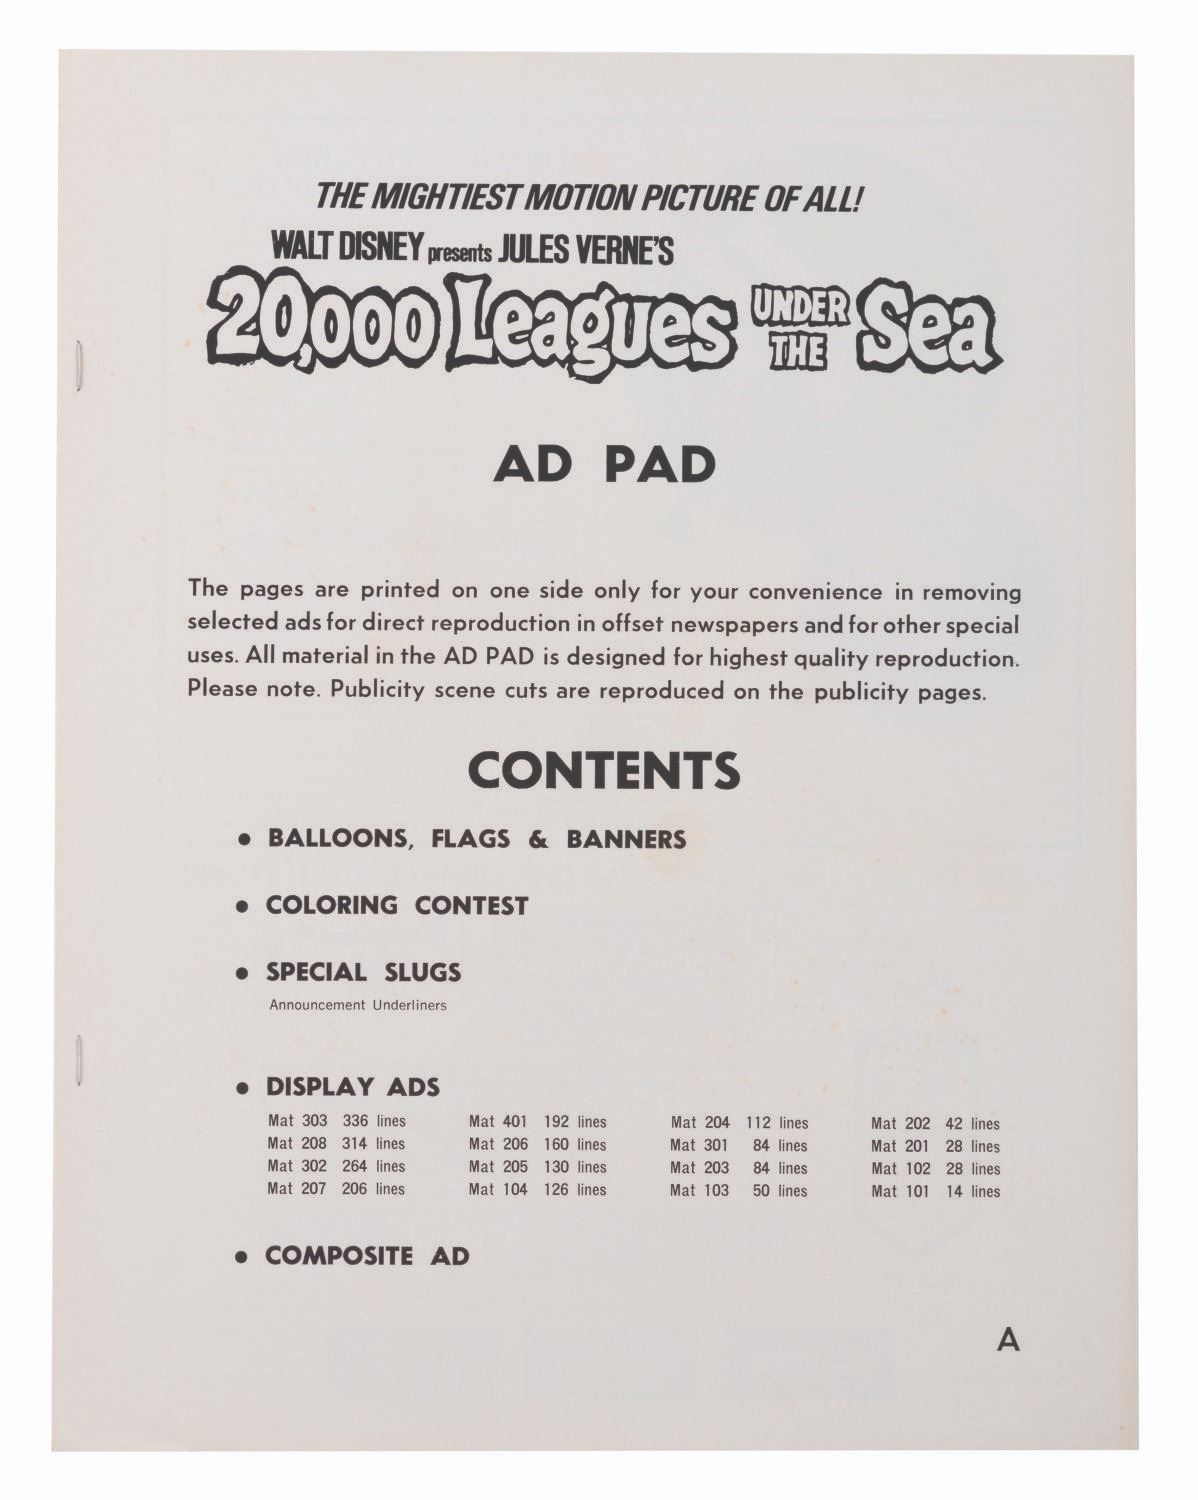 THE MIGHTIEST MOTION PICTURE OF ALL!
WALT DISNEY presents JULES VERNE'S
20,000 Leagues UNDER THE Sea
AD PAD
The pages are printed on one side only for your convenience in removing
selected ads for direct reproduction in offset newspapers and for other special
uses. All material in the AD PAD is designed for highest quality reproduction.
Please note. Publicity scene cuts are reproduced on the publicity pages.
CONTENTS
• BALLOONS, FLAGS & BANNERS
• COLORING CONTEST
• SPECIAL SLUGS
Announcement Underliners
• DISPLAY ADS
Mat 303 336 lines Mat 401 192 lines Mat 204 112 lines Mat 202 42 lines
Mat 208 314 lines Mat 206 160 lines Mat 301 84 lines Mat 201 28 lines
Mat 302 264 lines Mat 205 130 lines Mat 203 84 lines Mat 102 28 lines
Mat 207 206 lines Mat 104 126 lines Mat 103 50 lines Mat 101 14 lines
• COMPOSITE AD
A